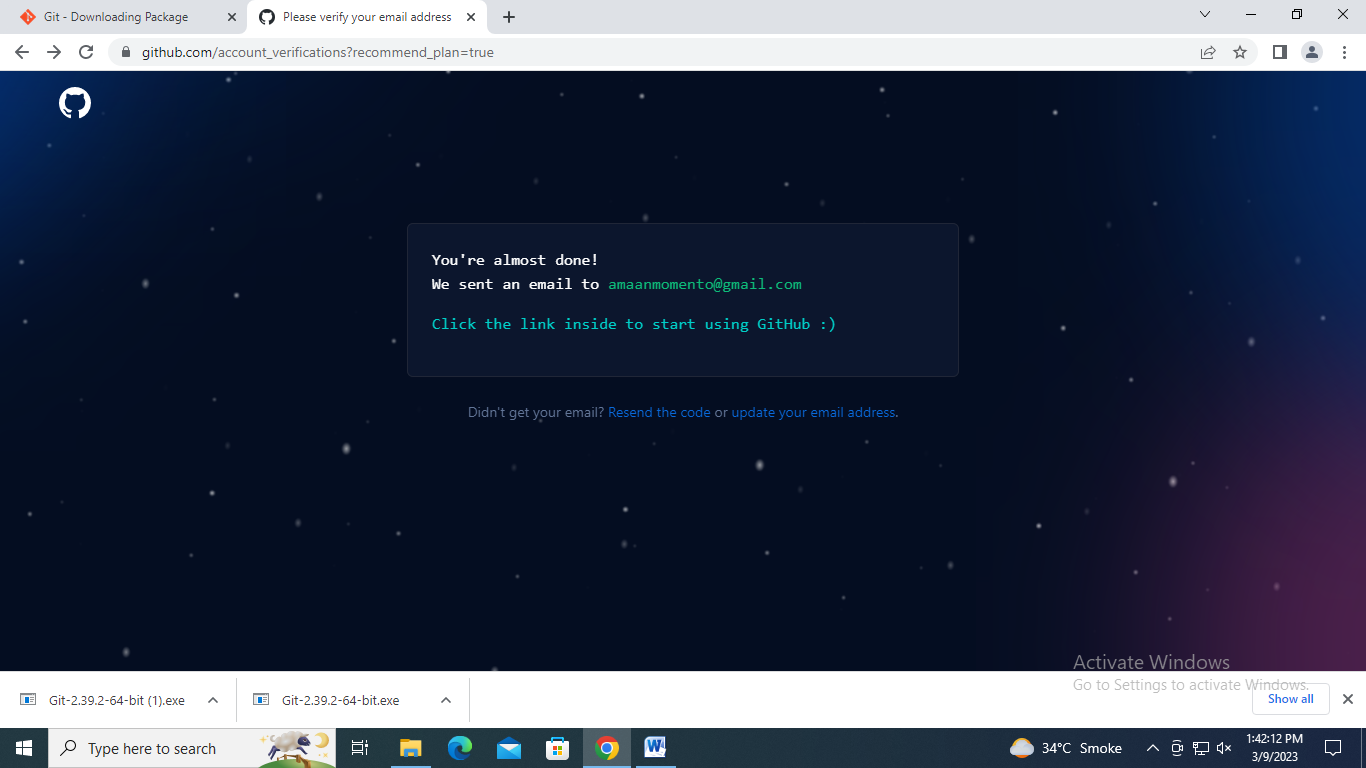 Git - Downloading Package
Please verify your email address
github.com/account_verifications?recommend_plan=true
You're almost done!
We sent an email to amaanmomento@gmail.com
Click the link inside to start using GitHub :)
Didn't get your email? Resend the code or update your email address.
Activate Windows
Go to Settings to activate Windows.
Git-2.39.2-64-bit (1).exe
Git-2.39.2-64-bit.exe
Show all
Type here to search
34°C Smoke
1:42:12 PM
3/9/2023